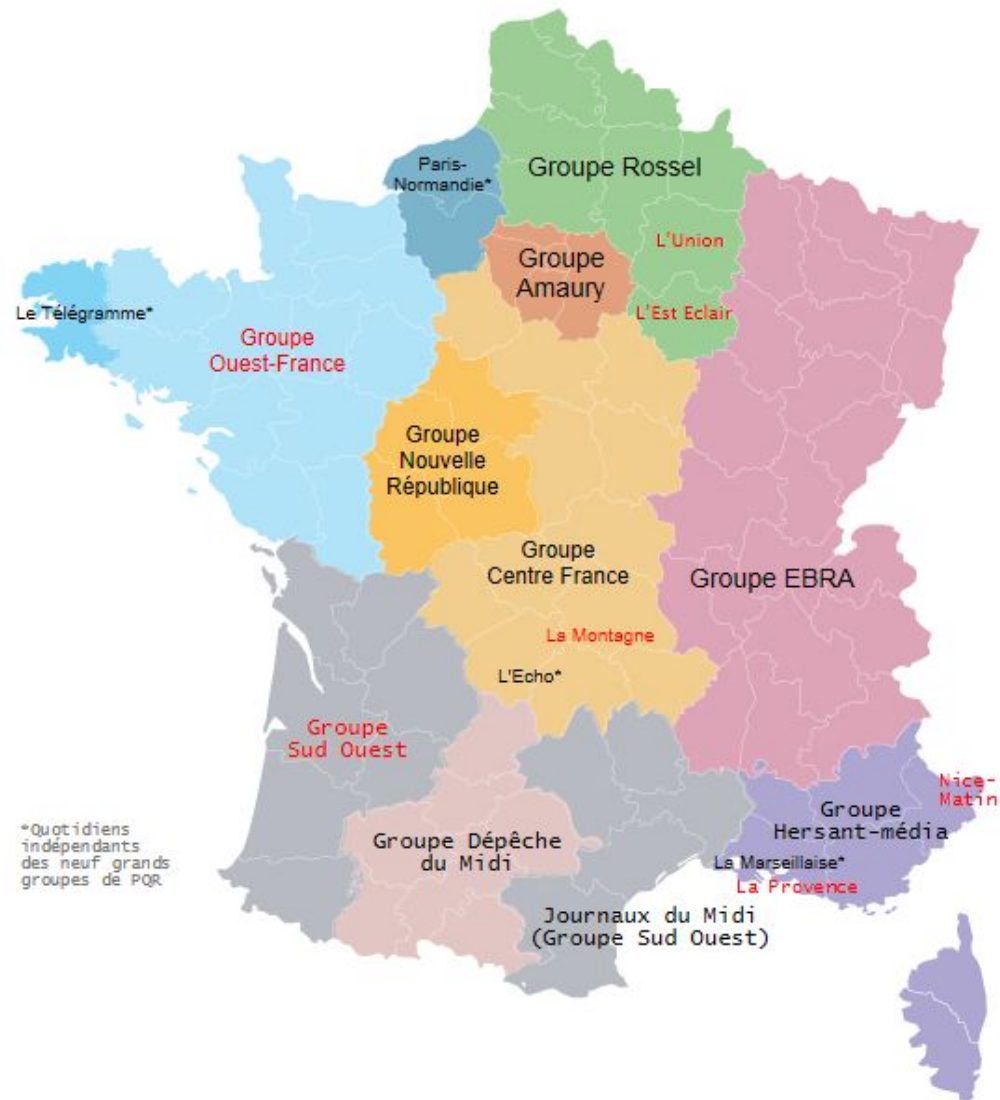 Paris-
Normandie*
Groupe Rossel
L'Union
Groupe
Amaury
L'Est Eclair
Le Télégramme*
Groupe
Ouest-France
Groupe
Nouvelle
République
Groupe
Centre France
Groupe EBRA
La Montagne
L'Echo*
Groupe
Sud Ouest
Nice-
Matin
Groupe
Hersant-média
*Quotidiens
indépendants
des neuf grands
groupes de PQR
Groupe Dépêche
du Midi
La Marseillaise*
La Provence
Journaux du Midi
(Groupe Sud Ouest)